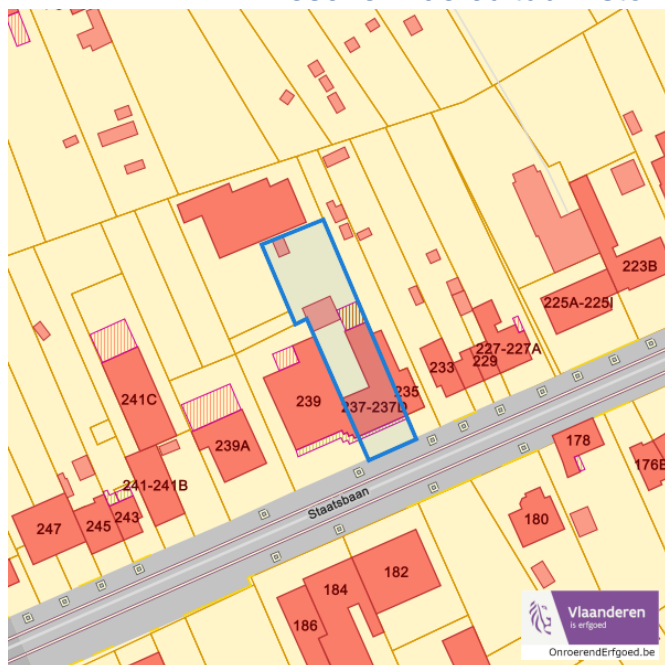 223B
225A-225I
227-227A
233
229
235
239
237-237D
241C
239A
178
176B
241-241B
247
245
243
180
Staatsbaan
182
184
186
Vlaanderen
is erfgoed
OnroerendErfgoed.be